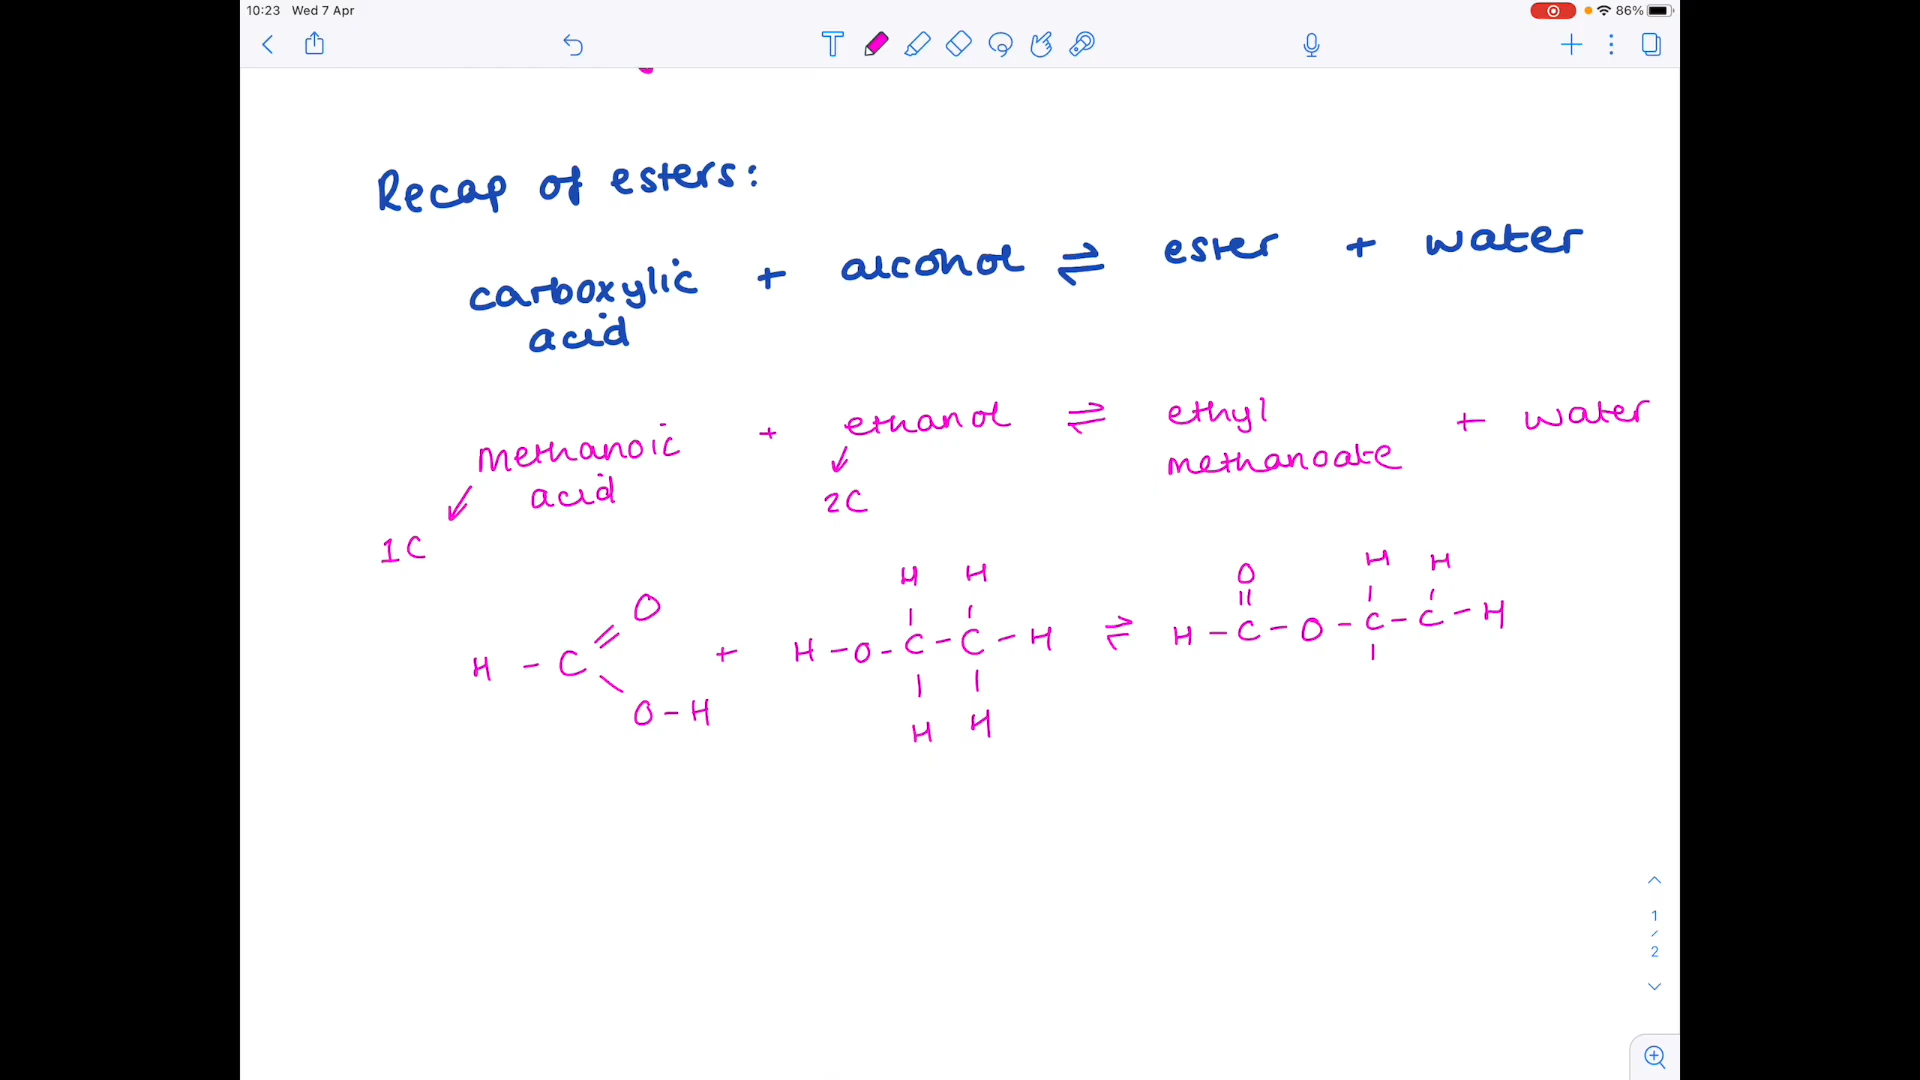 10:23 Wed 7 Apr
86%
Recap of esters:
carboxylic + alcohol ⇌ ester + water
acid
methanoic + ethanol ⇌ ethyl + water
acid
methanoate
1C
2C
H - C = O
O - H
+
H H
H - O - C - C - H
H H
⇌
O H H
H - C - O - C - C - H
1
/
2